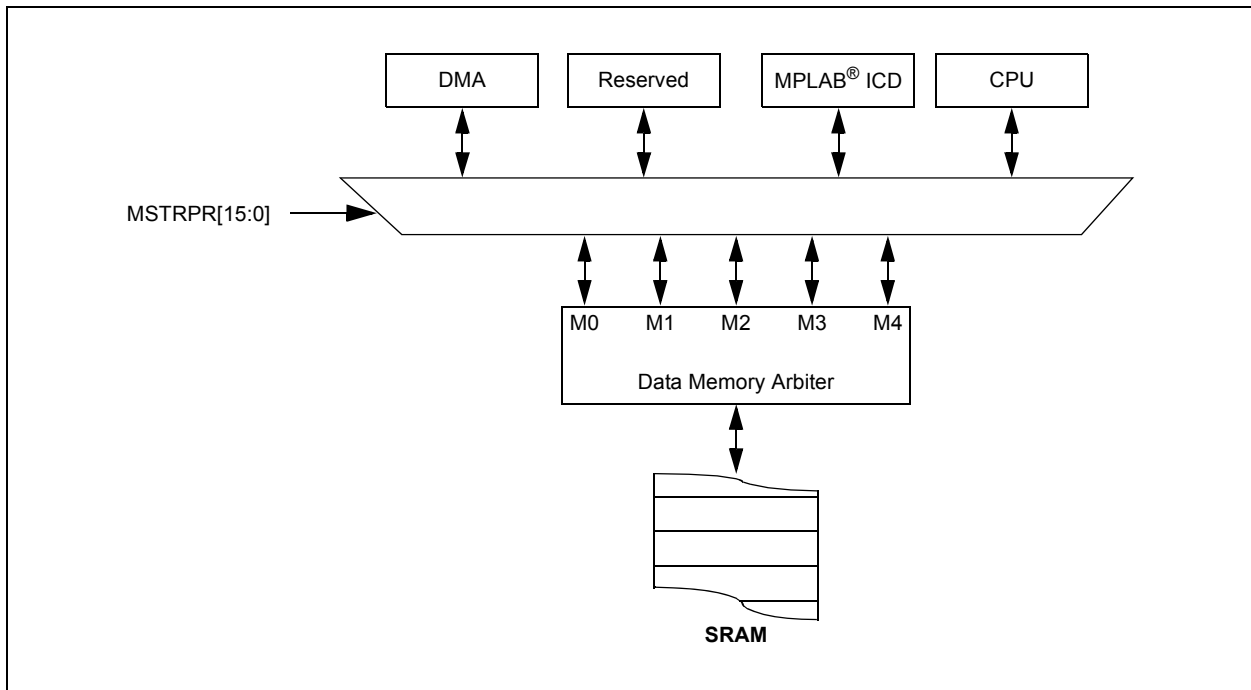 DMA
Reserved
MPLAB® ICD
CPU
MSTRPR[15:0]
M0
M1
M2
M3
M4
Data Memory Arbiter
SRAM